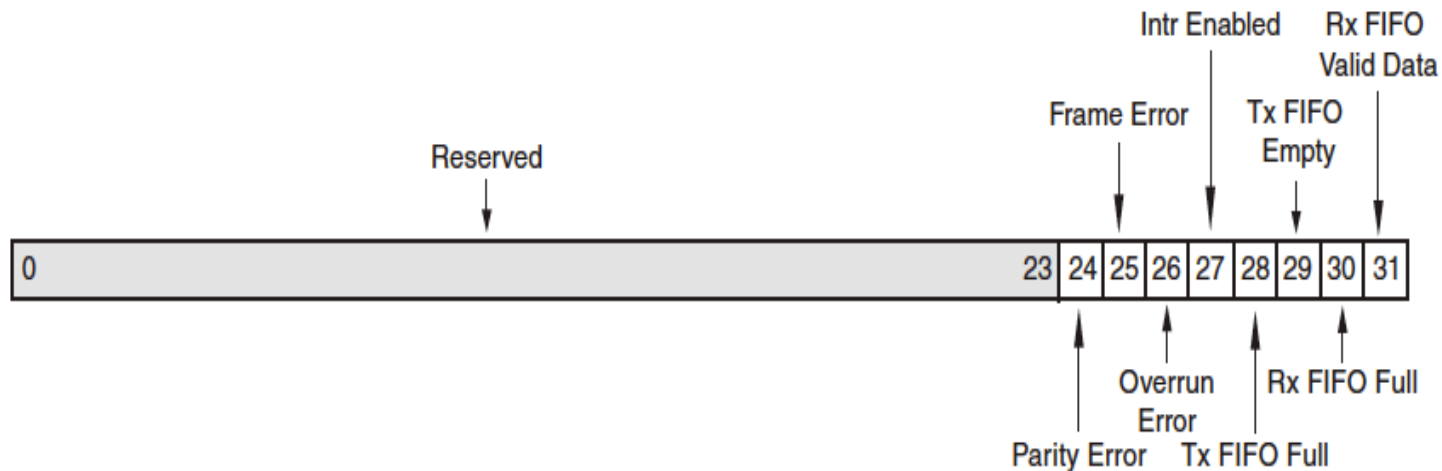 Intr Enabled
Rx FIFO
Valid Data
Frame Error
Tx FIFO
Empty
Reserved
0 23 24 25 26 27 28 29 30 31
Overrun
Error
Rx FIFO Full
Parity Error
Tx FIFO Full